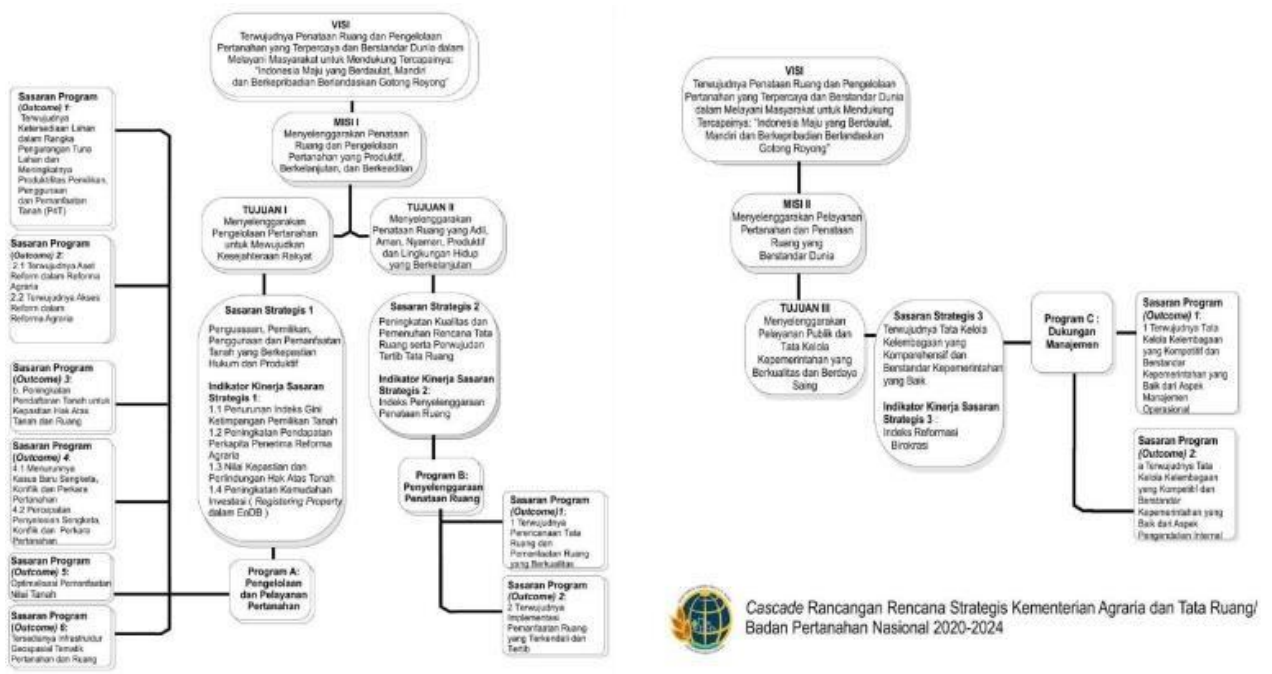 VISI
Terwujudnya Penataan Ruang dan Pengelolaan
Pertanahan yang Terpercaya dan Berstandar Dunia dalam
Melayani Masyarakat untuk Mendukung Tercapainya:
"Indonesia Maju yang Berdaulat, Mandiri
dan Berkepribadian Berlandaskan Gotong Royong"
MISI I
Menyelenggarakan Penataan
Ruang dan Pengelolaan
Pertanahan yang Produktif,
Berkelanjutan, dan Berkeadilan
TUJUAN I
Menyelenggarakan
Pengelolaan Pertanahan
untuk Mewujudkan
Kesejahteraan Rakyat
TUJUAN II
Menyelenggarakan
Penataan Ruang yang Adil,
Aman, Nyaman, Produktif
dan Lingkungan Hidup
yang Berkelanjutan
Sasaran Strategis 1
Penguasaan, Pemilikan,
Penggunaan dan Pemanfaatan
Tanah yang Berkepastian
Hukum dan Produktif
Indikator Kinerja Sasaran
Strategis 1:
1.1 Penurunan Indeks Gini
Ketimpangan Pemilikan Tanah
1.2 Peningkatan Pendapatan
Perkapita Penerima Reforma
Agraria
1.3 Nilai Kepastian dan
Perlindungan Hak Atas Tanah
1.4 Peningkatan Kemudahan
Investasi ( Registering Property
dalam EoDB )
Program A:
Pengelolaan
dan Pelayanan
Pertanahan
Sasaran Strategis 2
Peningkatan Kualitas dan
Pemenuhan Rencana Tata
Ruang serta Perwujudan
Tertib Tata Ruang
Indikator Kinerja Sasaran
Strategis 2:
Indeks Penyelenggaraan
Penataan Ruang
Program B:
Penyelenggaraan
Penataan Ruang
Sasaran Program
(Outcome)1:
1 Terwujudnya
Perencanaan Tata
Ruang dan
Pemanfaatan Ruang
yang Berkualitas
Sasaran Program
(Outcome) 2:
2 Terwujudnya
Implementasi
Pemanfaatan Ruang
yang Terkendali dan
Tertib
Sasaran Program
(Outcome) 1:
Terwujudnya
Ketersediaan Lahan
dalam Rangka
Pengurangan Tuna
Lahan dan
Meningkatnya
Produktifitas Pemilikan,
Penggunaan
dan Pemanfaatan
Tanah (P4T)
Sasaran Program
(Outcome) 2:
2.1 Terwujudnya Aset
Reform dalam Reforma
Agraria
2.2 Terwujudnya Akses
Reform dalam
Reforma Agraria
Sasaran Program
(Outcome) 3:
b. Peningkatan
Pendaftaran Tanah untuk
Kepastian Hak Atas
Tanah dan Ruang
Sasaran Program
(Outcome) 4:
4.1 Menurunnya
Kasus Baru Sengketa,
Konflik dan Perkara
Pertanahan
4.2 Percepatan
Penyelesaian Sengketa,
Konflik dan Perkara
Pertanahan
Sasaran Program
(Outcome) 5:
Optimalisasi Pemanfaatan
Nilai Tanah
Sasaran Program
(Outcome) 6:
Tersedianya Infrastruktur
Geospasial Tematik
Pertanahan dan Ruang
VISI
Terwujudnya Penataan Ruang dan Pengelolaan
Pertanahan yang Terpercaya dan Berstandar Dunia
dalam Melayani Masyarakat untuk Mendukung
Tercapainya: "Indonesia Maju yang Berdaulat,
Mandiri dan Berkepribadian Berlandaskan
Gotong Royong"
MISI II
Menyelenggarakan Pelayanan
Pertanahan dan Penataan
Ruang yang
Berstandar Dunia
TUJUAN III
Menyelenggarakan
Pelayanan Publik dan
Tata Kelola
Kepemerintahan yang
Berkualitas dan Berdaya
Saing
Sasaran Strategis 3
Terwujudnya Tata Kelola
Kelembagaan yang
Komparehensif dan
Berstandar Kepemerintahan
yang Baik
Indikator Kinerja Sasaran
Strategis 3 :
Indeks Reformasi
Birokrasi
Program C :
Dukungan
Manajemen
Sasaran Program
(Outcome) 1:
1 Terwujudnya Tata
Kelola Kelembagaan
yang Kompetitif dan
Berstandar
Kepemerintahan yang
Baik dari Aspek
Manajemen
Operasional
Sasaran Program
(Outcome) 2:
a Terwujudnya Tata
Kelola Kelembagaan
yang Kompetitif dan
Berstandar
Kepemerintahan yang
Baik dari Aspek
Pengendalian Internal
Cascade Rancangan Rencana Strategis Kementerian Agraria dan Tata Ruang/
Badan Pertanahan Nasional 2020-2024